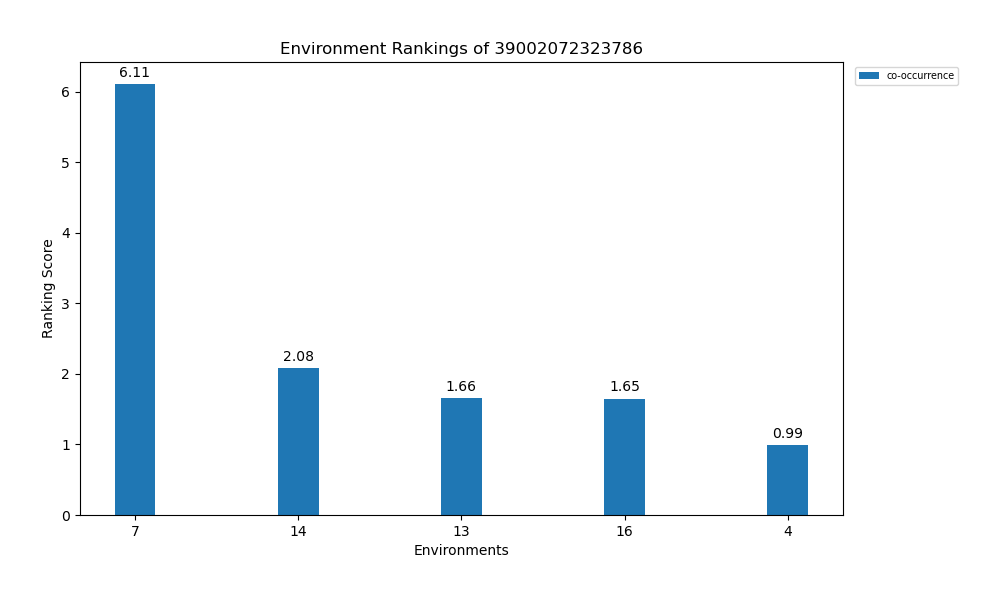 Environment Rankings of 39002072323786
co-occurrence
Ranking Score
6
5
4
3
2
1
0
6.11
2.08
1.66
1.65
0.99
7 14 13 16 4
Environments